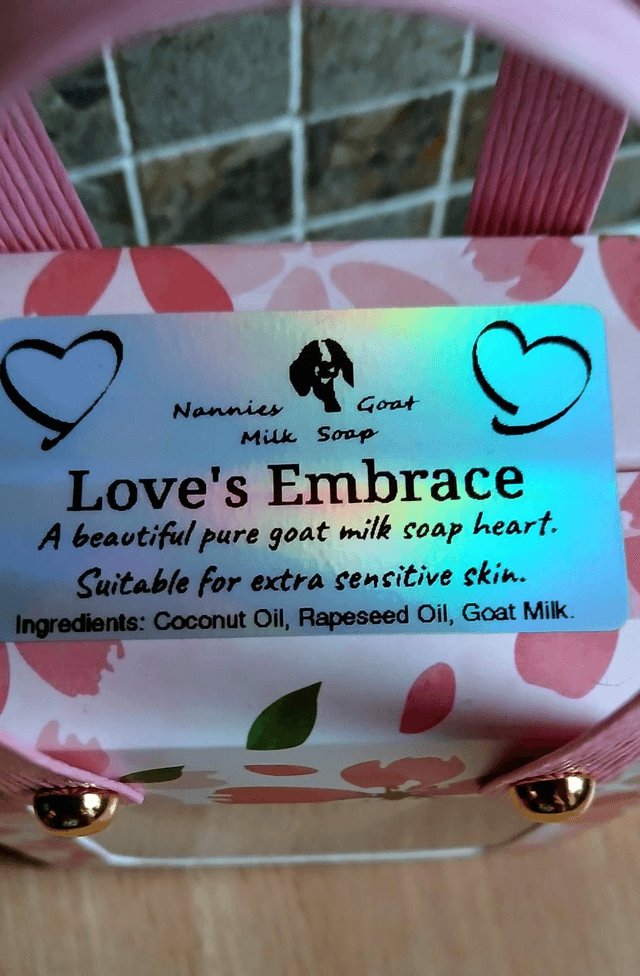 Nannies Goat
Milk Soap
Love's Embrace
A beautiful pure goat milk soap heart.
Suitable for extra sensitive skin.
Ingredients: Coconut Oil, Rapeseed Oil, Goat Milk.